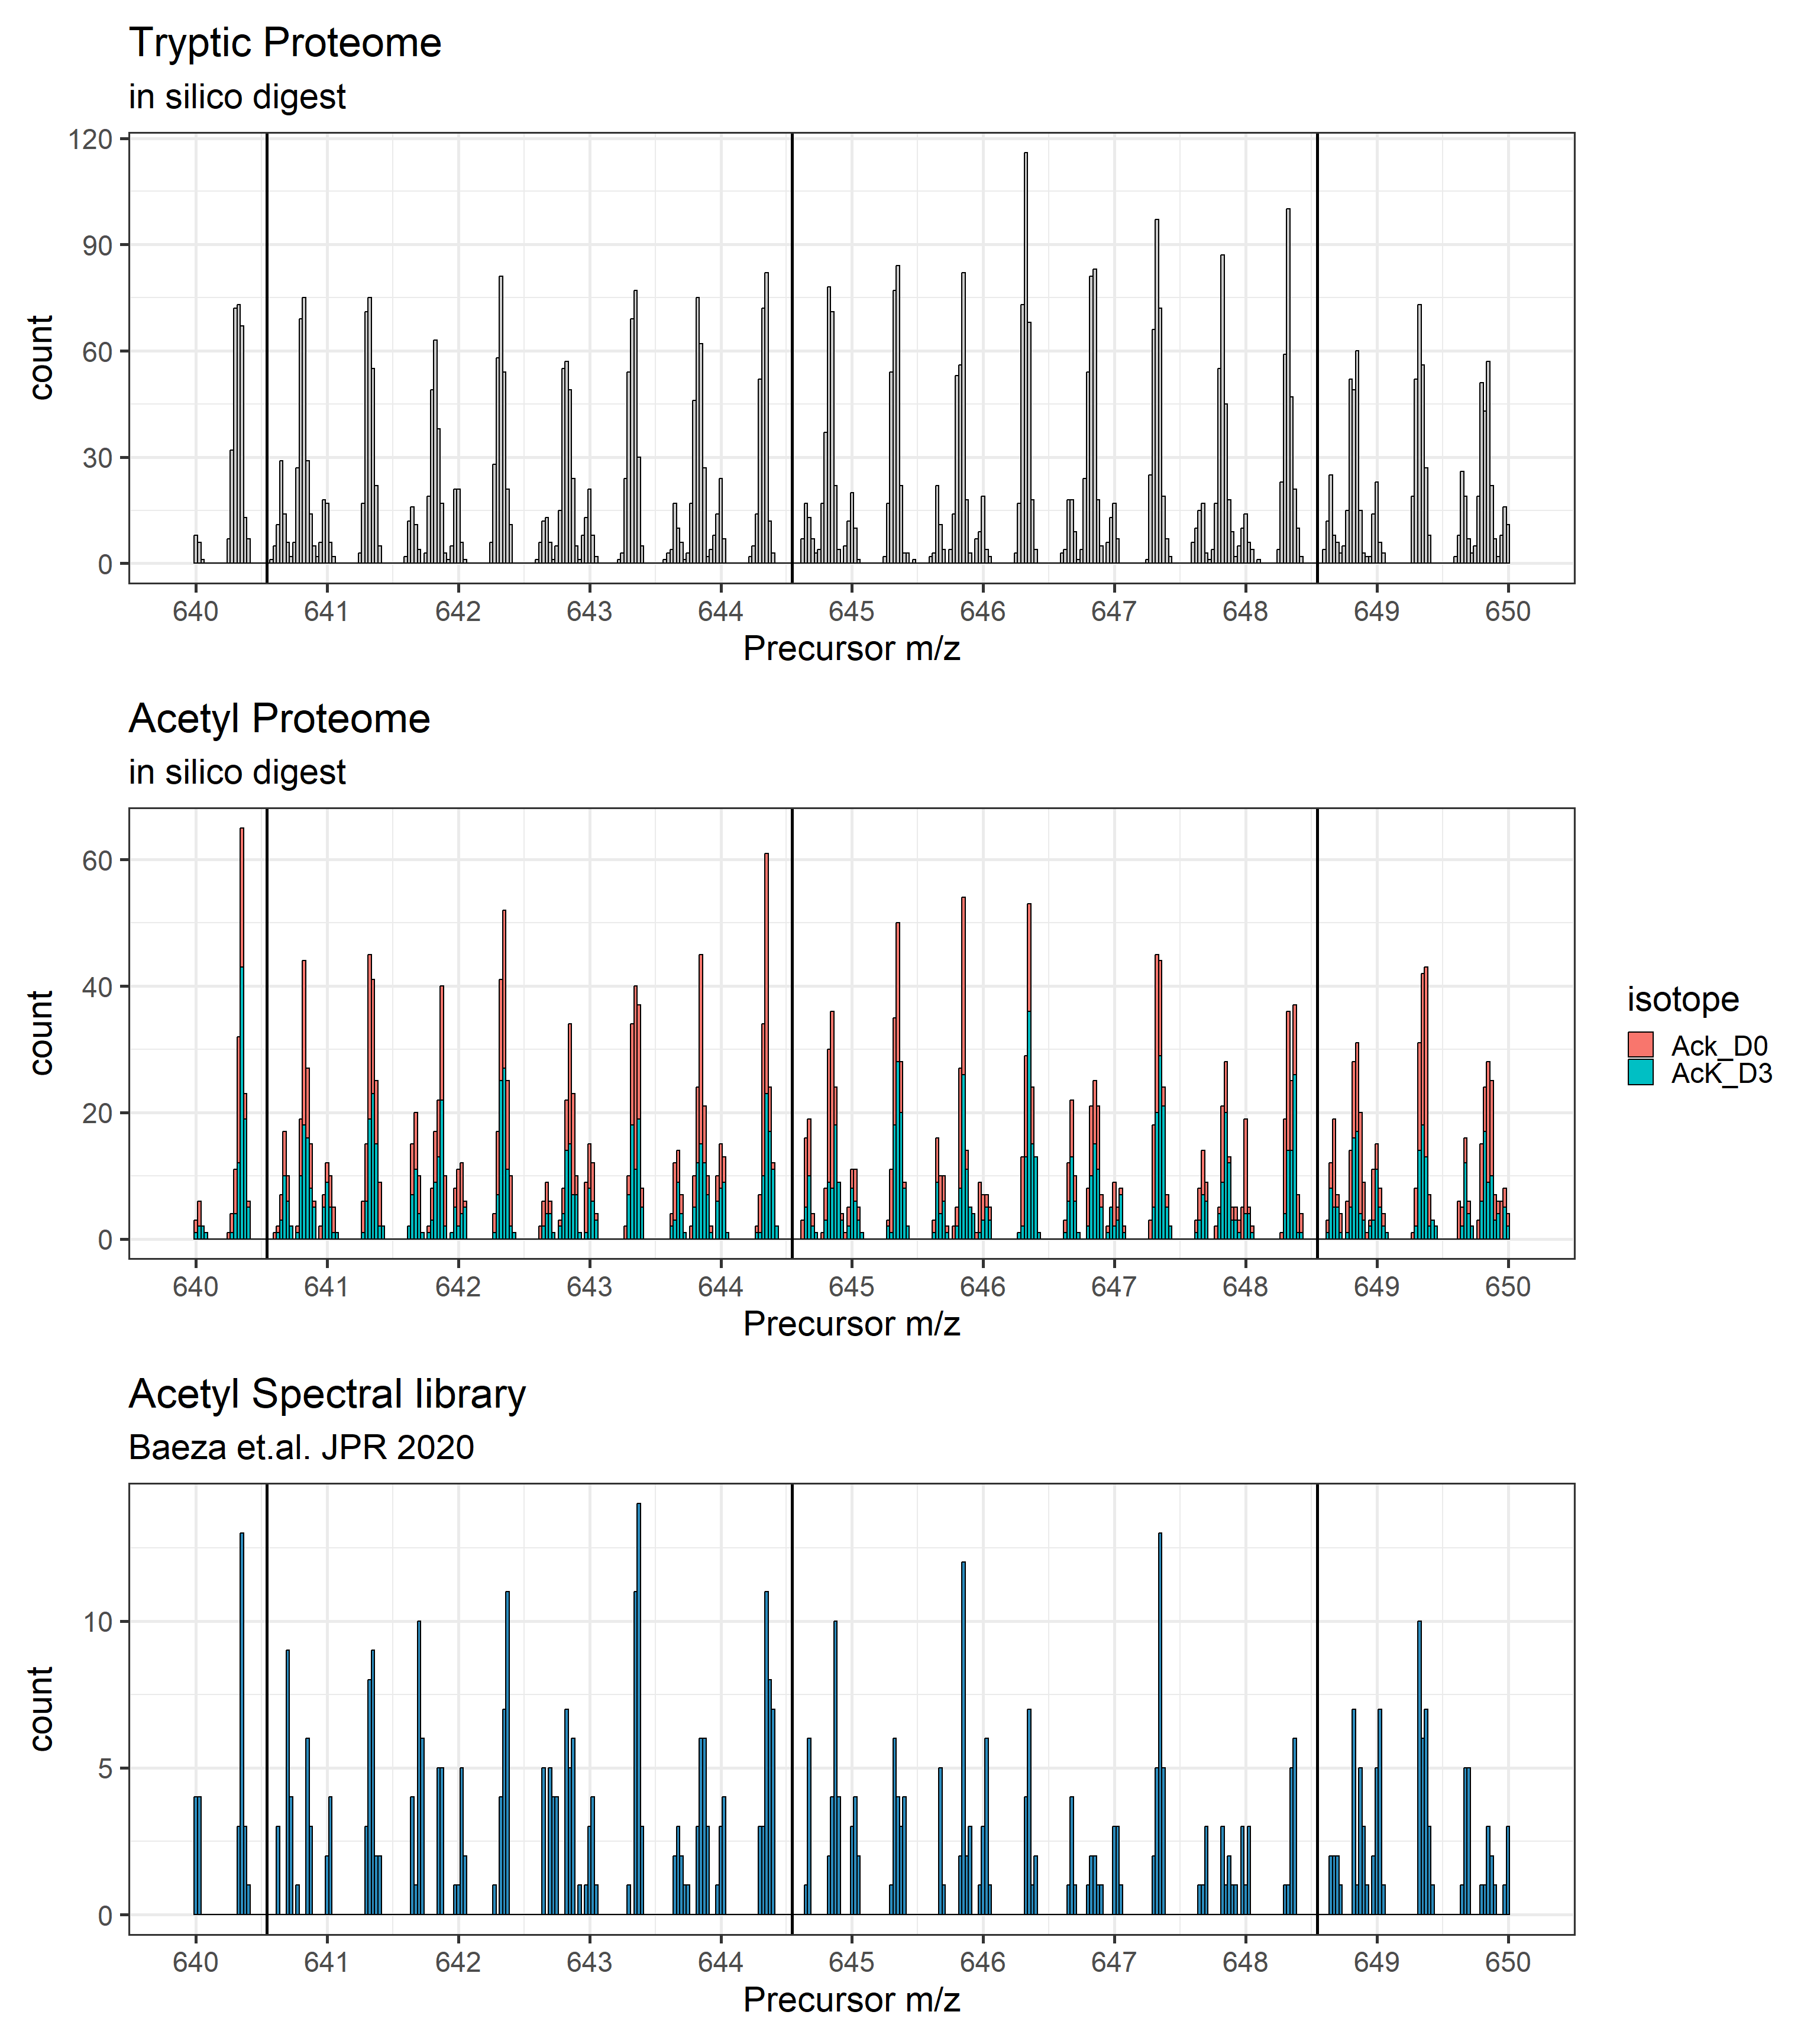 Tryptic Proteome
in silico digest
120
90
60
30
0
count
640 641 642 643 644 645 646 647 648 649 650
Precursor m/z
Acetyl Proteome
in silico digest
60
40
20
0
count
640 641 642 643 644 645 646 647 648 649 650
Precursor m/z
isotope
Ack_D0
AcK_D3
Acetyl Spectral library
Baeza et.al. JPR 2020
10
5
0
count
640 641 642 643 644 645 646 647 648 649 650
Precursor m/z